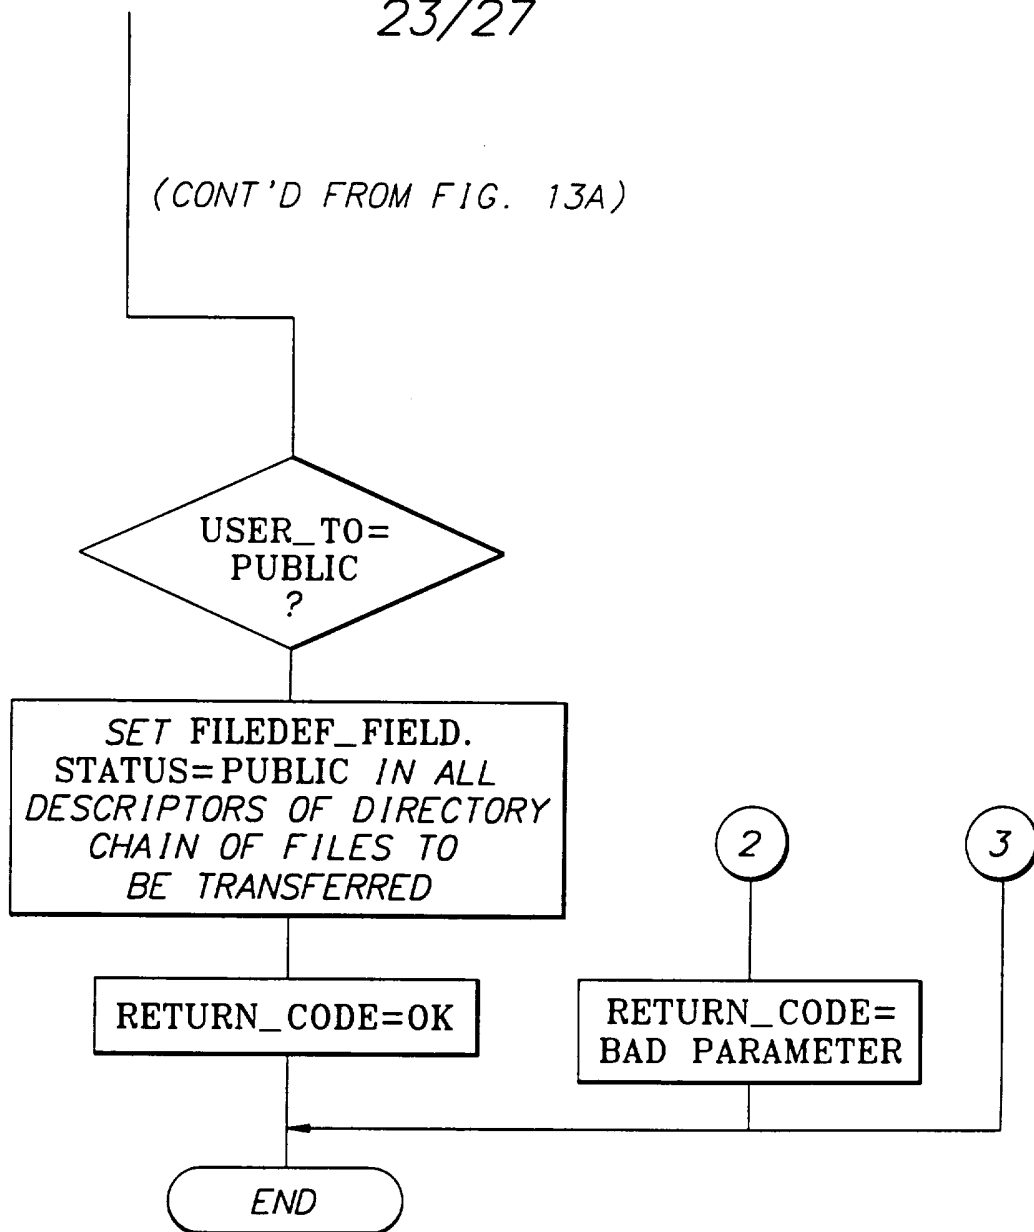 23/27
(CONT'D FROM FIG. 13A)
USER_TO=
PUBLIC
?
SET FILEDEF_FIELD.
STATUS=PUBLIC IN ALL
DESCRIPTORS OF DIRECTORY
CHAIN OF FILES TO
BE TRANSFERRED
2
3
RETURN_CODE=OK
RETURN_CODE=
BAD PARAMETER
END